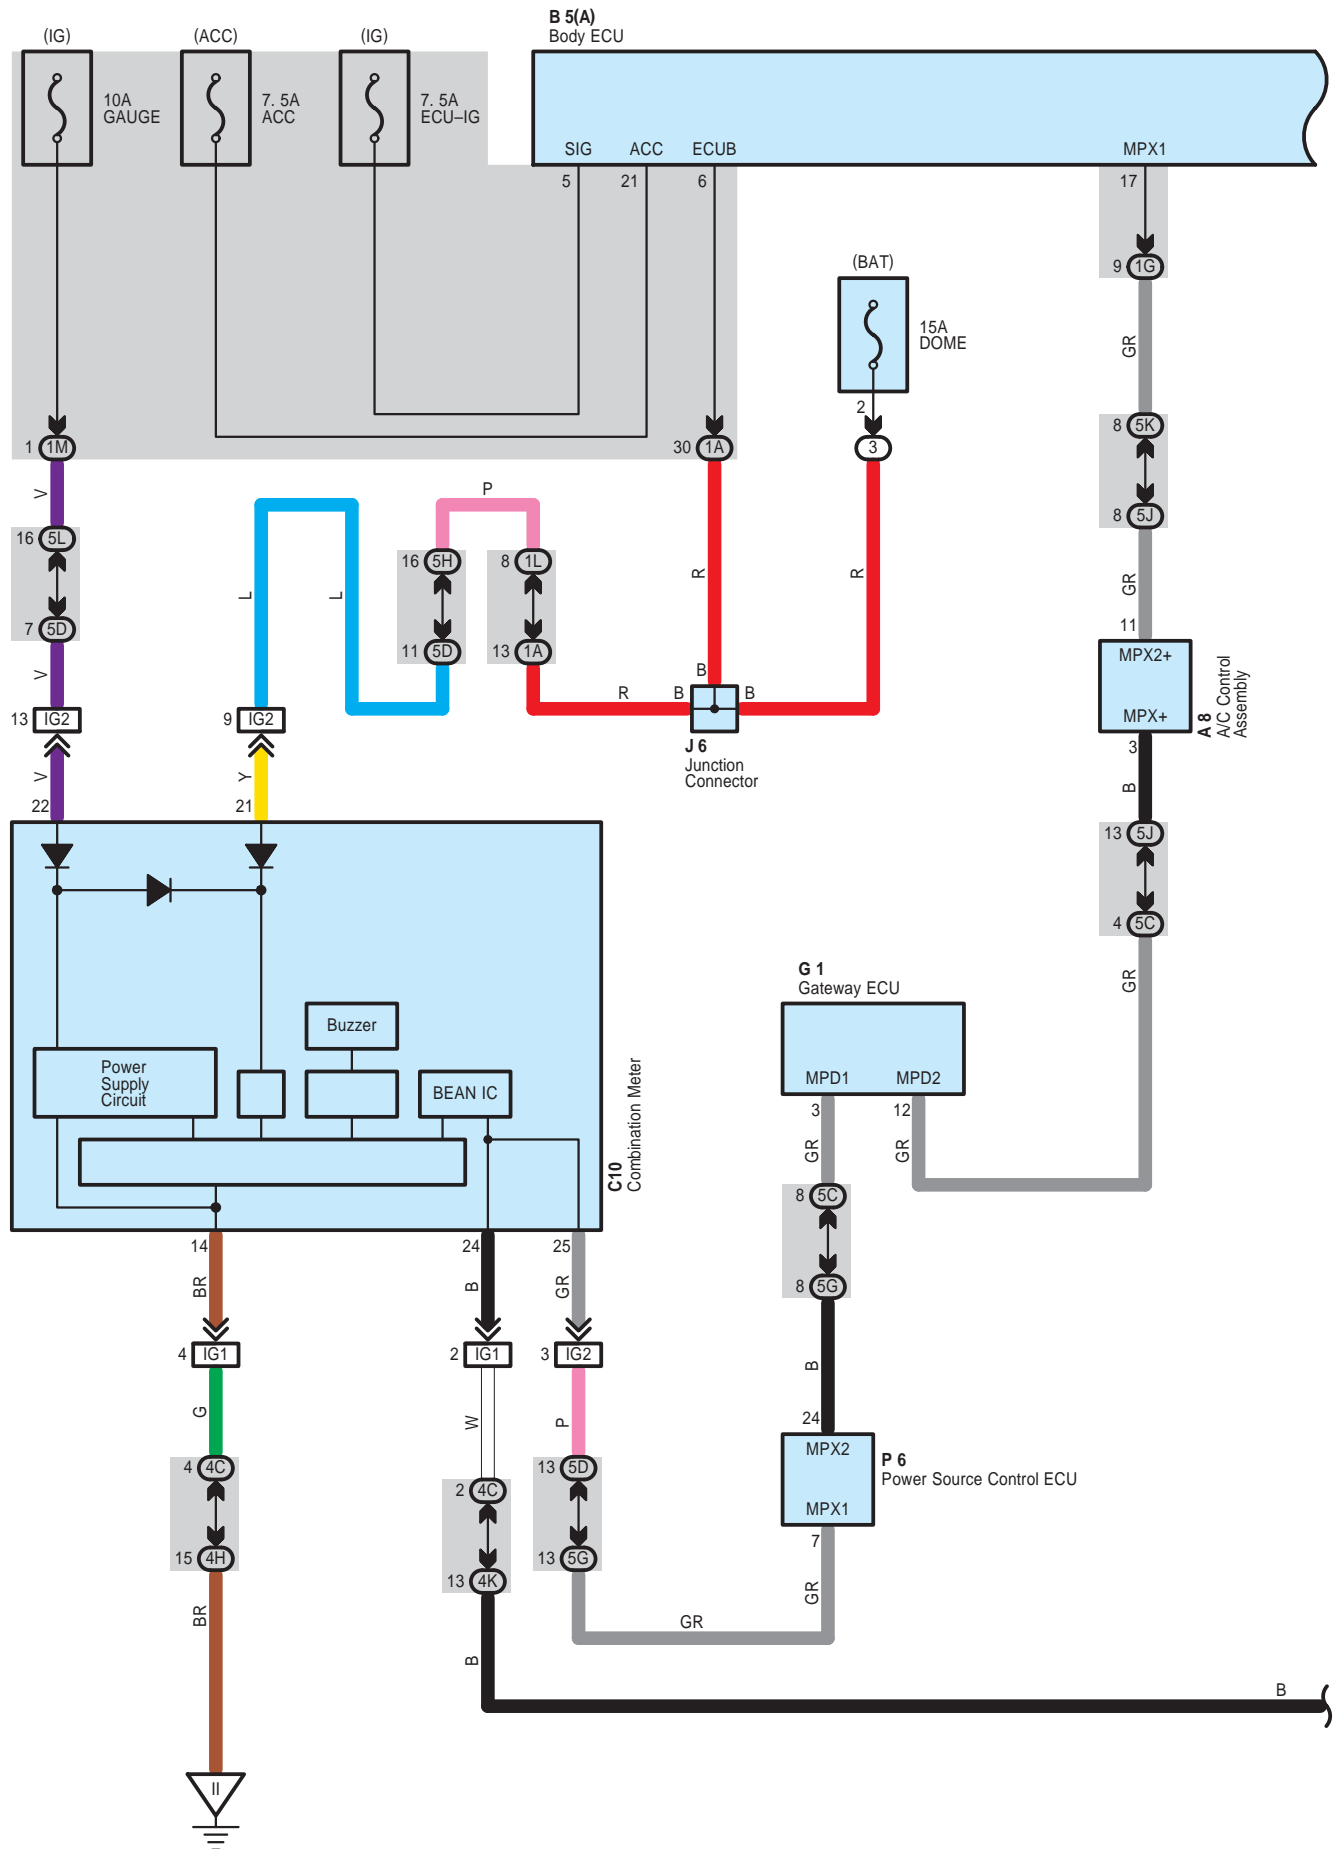 B 5(A)
Body ECU
(IG)
(ACC)
(IG)
10A
GAUGE
7. 5A
ACC
7. 5A
ECU–IG
SIG
ACC
ECUB
MPX1
5
21
6
17
9
1G
(BAT)
15A
DOME
2
3
GR
1
1M
30
1A
8
5K
8
5J
V
P
16
5L
16
5H
8
1L
R
R
L
L
GR
7
5D
11
5D
13
1A
11
V
MPX2+
MPX+
A 8
A/C Control
Assembly
B
R
B
B
13
IG2
9
IG2
J 6
Junction
Connector
3
V
Y
B
22
21
13
5J
4
5C
G 1
Gateway ECU
GR
Buzzer
Power
Supply
Circuit
BEAN IC
MPD1
MPD2
3
12
C10
Combination Meter
GR
GR
8
5C
14
24
25
BR
B
GR
8
5G
4
IG1
2
IG1
3
IG2
B
G
W
P
24
MPX2
MPX1
P 6
Power Source Control ECU
4
4C
2
4C
13
5D
7
15
4H
13
4K
13
5G
GR
BR
GR
B
B
II